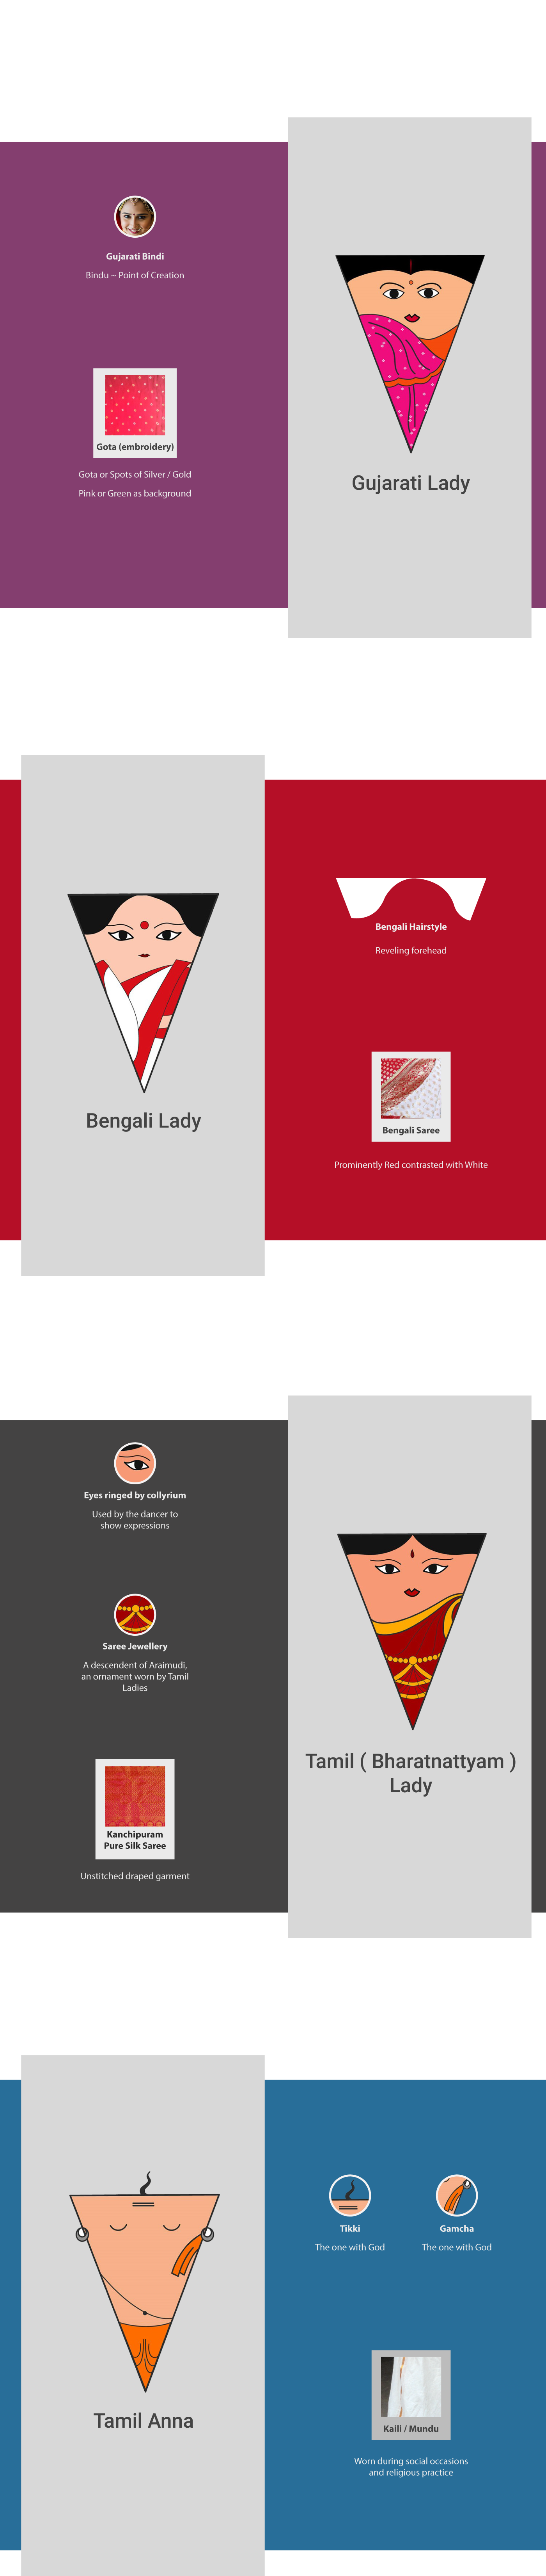 Gujarati Bindi
Bindu ~ Point of Creation
Gota (embroidery)
Gota or Spots of Silver / Gold
Pink or Green as background
Gujarati Lady
Bengali Lady
Bengali Hairstyle
Reveling forehead
Bengali Saree
Prominently Red contrasted with White
Eyes ringed by collyrium
Used by the dancer to
show expressions
Saree Jewellery
A descendent of Araimudi,
an ornament worn by Tamil
Ladies
Kanchipuram
Pure Silk Saree
Unstitched draped garment
Tamil ( Bharatnattyam )
Lady
Tamil Anna
Tikki
The one with God
Gamcha
The one with God
Kaili / Mundu
Worn during social occasions
and religious practice